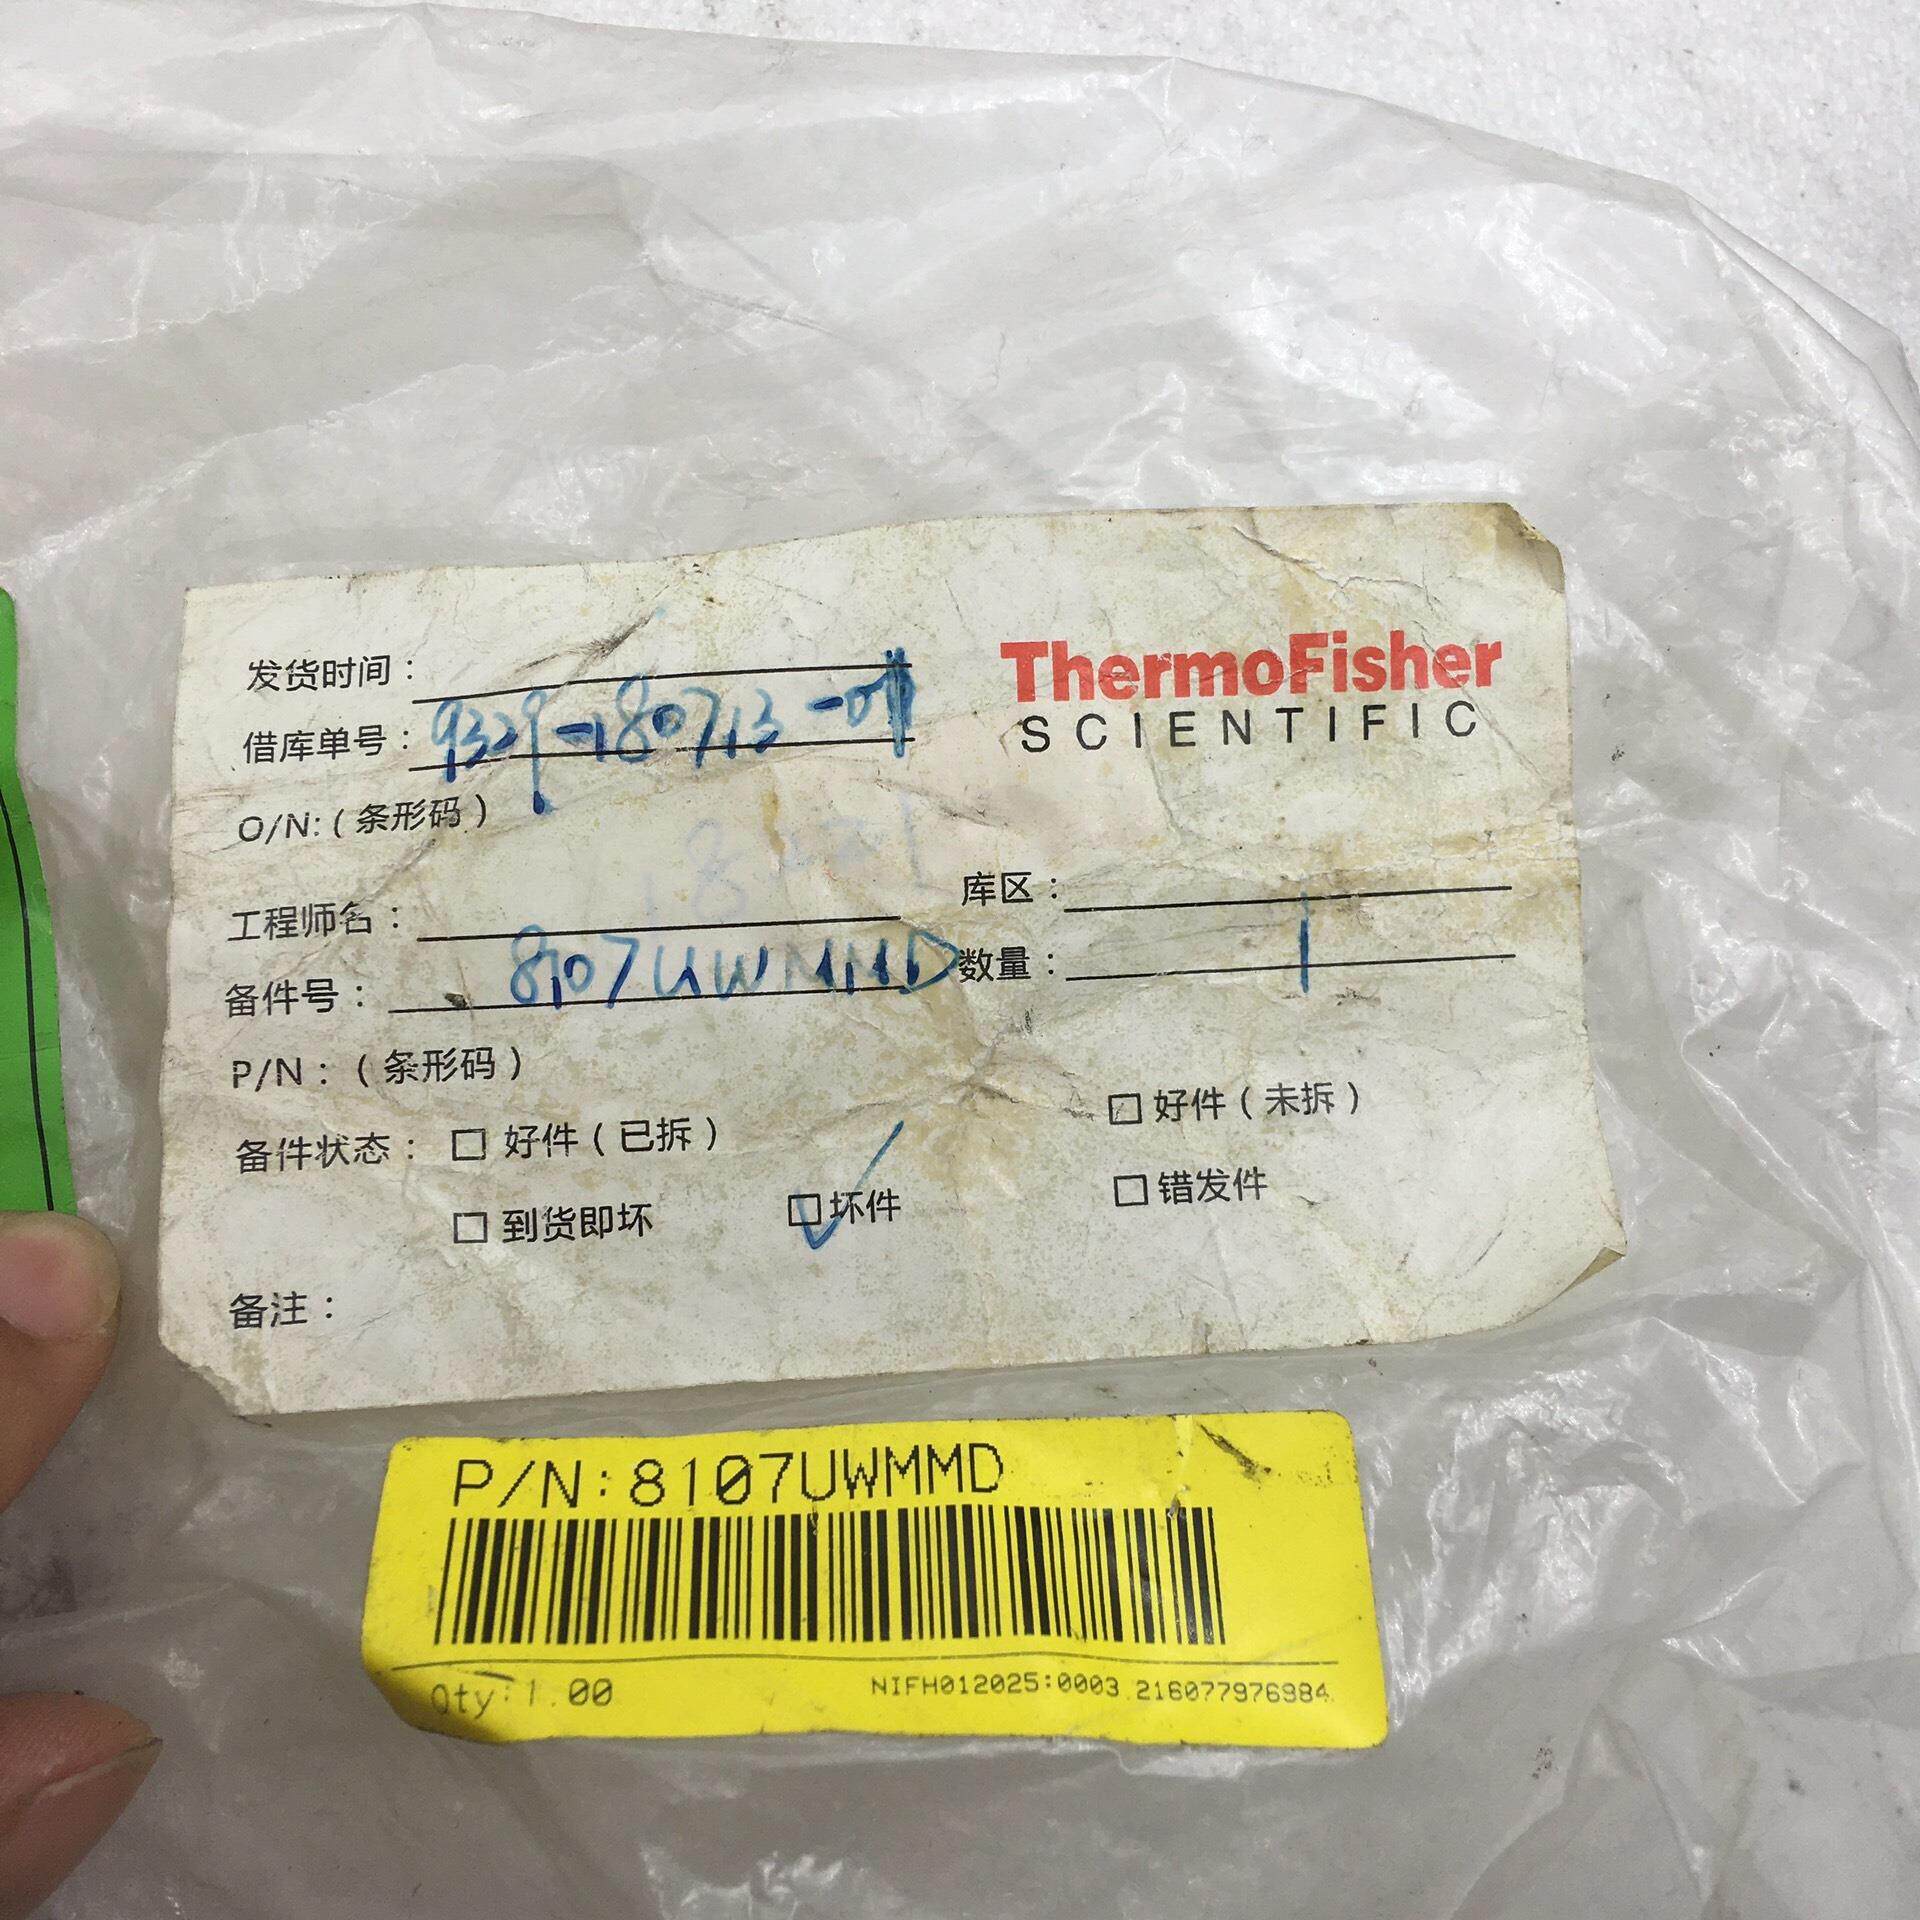 发货时间：
ThermoFisher
SCIENTIFIC
借库单号： 9329-180713-01
O/N:（条形码）
工程师名： 库区：
备件号： 8107UWMMD 数量： 1
P/N：（条形码）
备件状态： □ 好件（已拆） □ 好件（未拆）
□ 到货即坏 ☑ 坏件 □ 错发件
备注：
P/N:8107UWMMD
Qty:1.00 NIFH012025:0003 216077976984